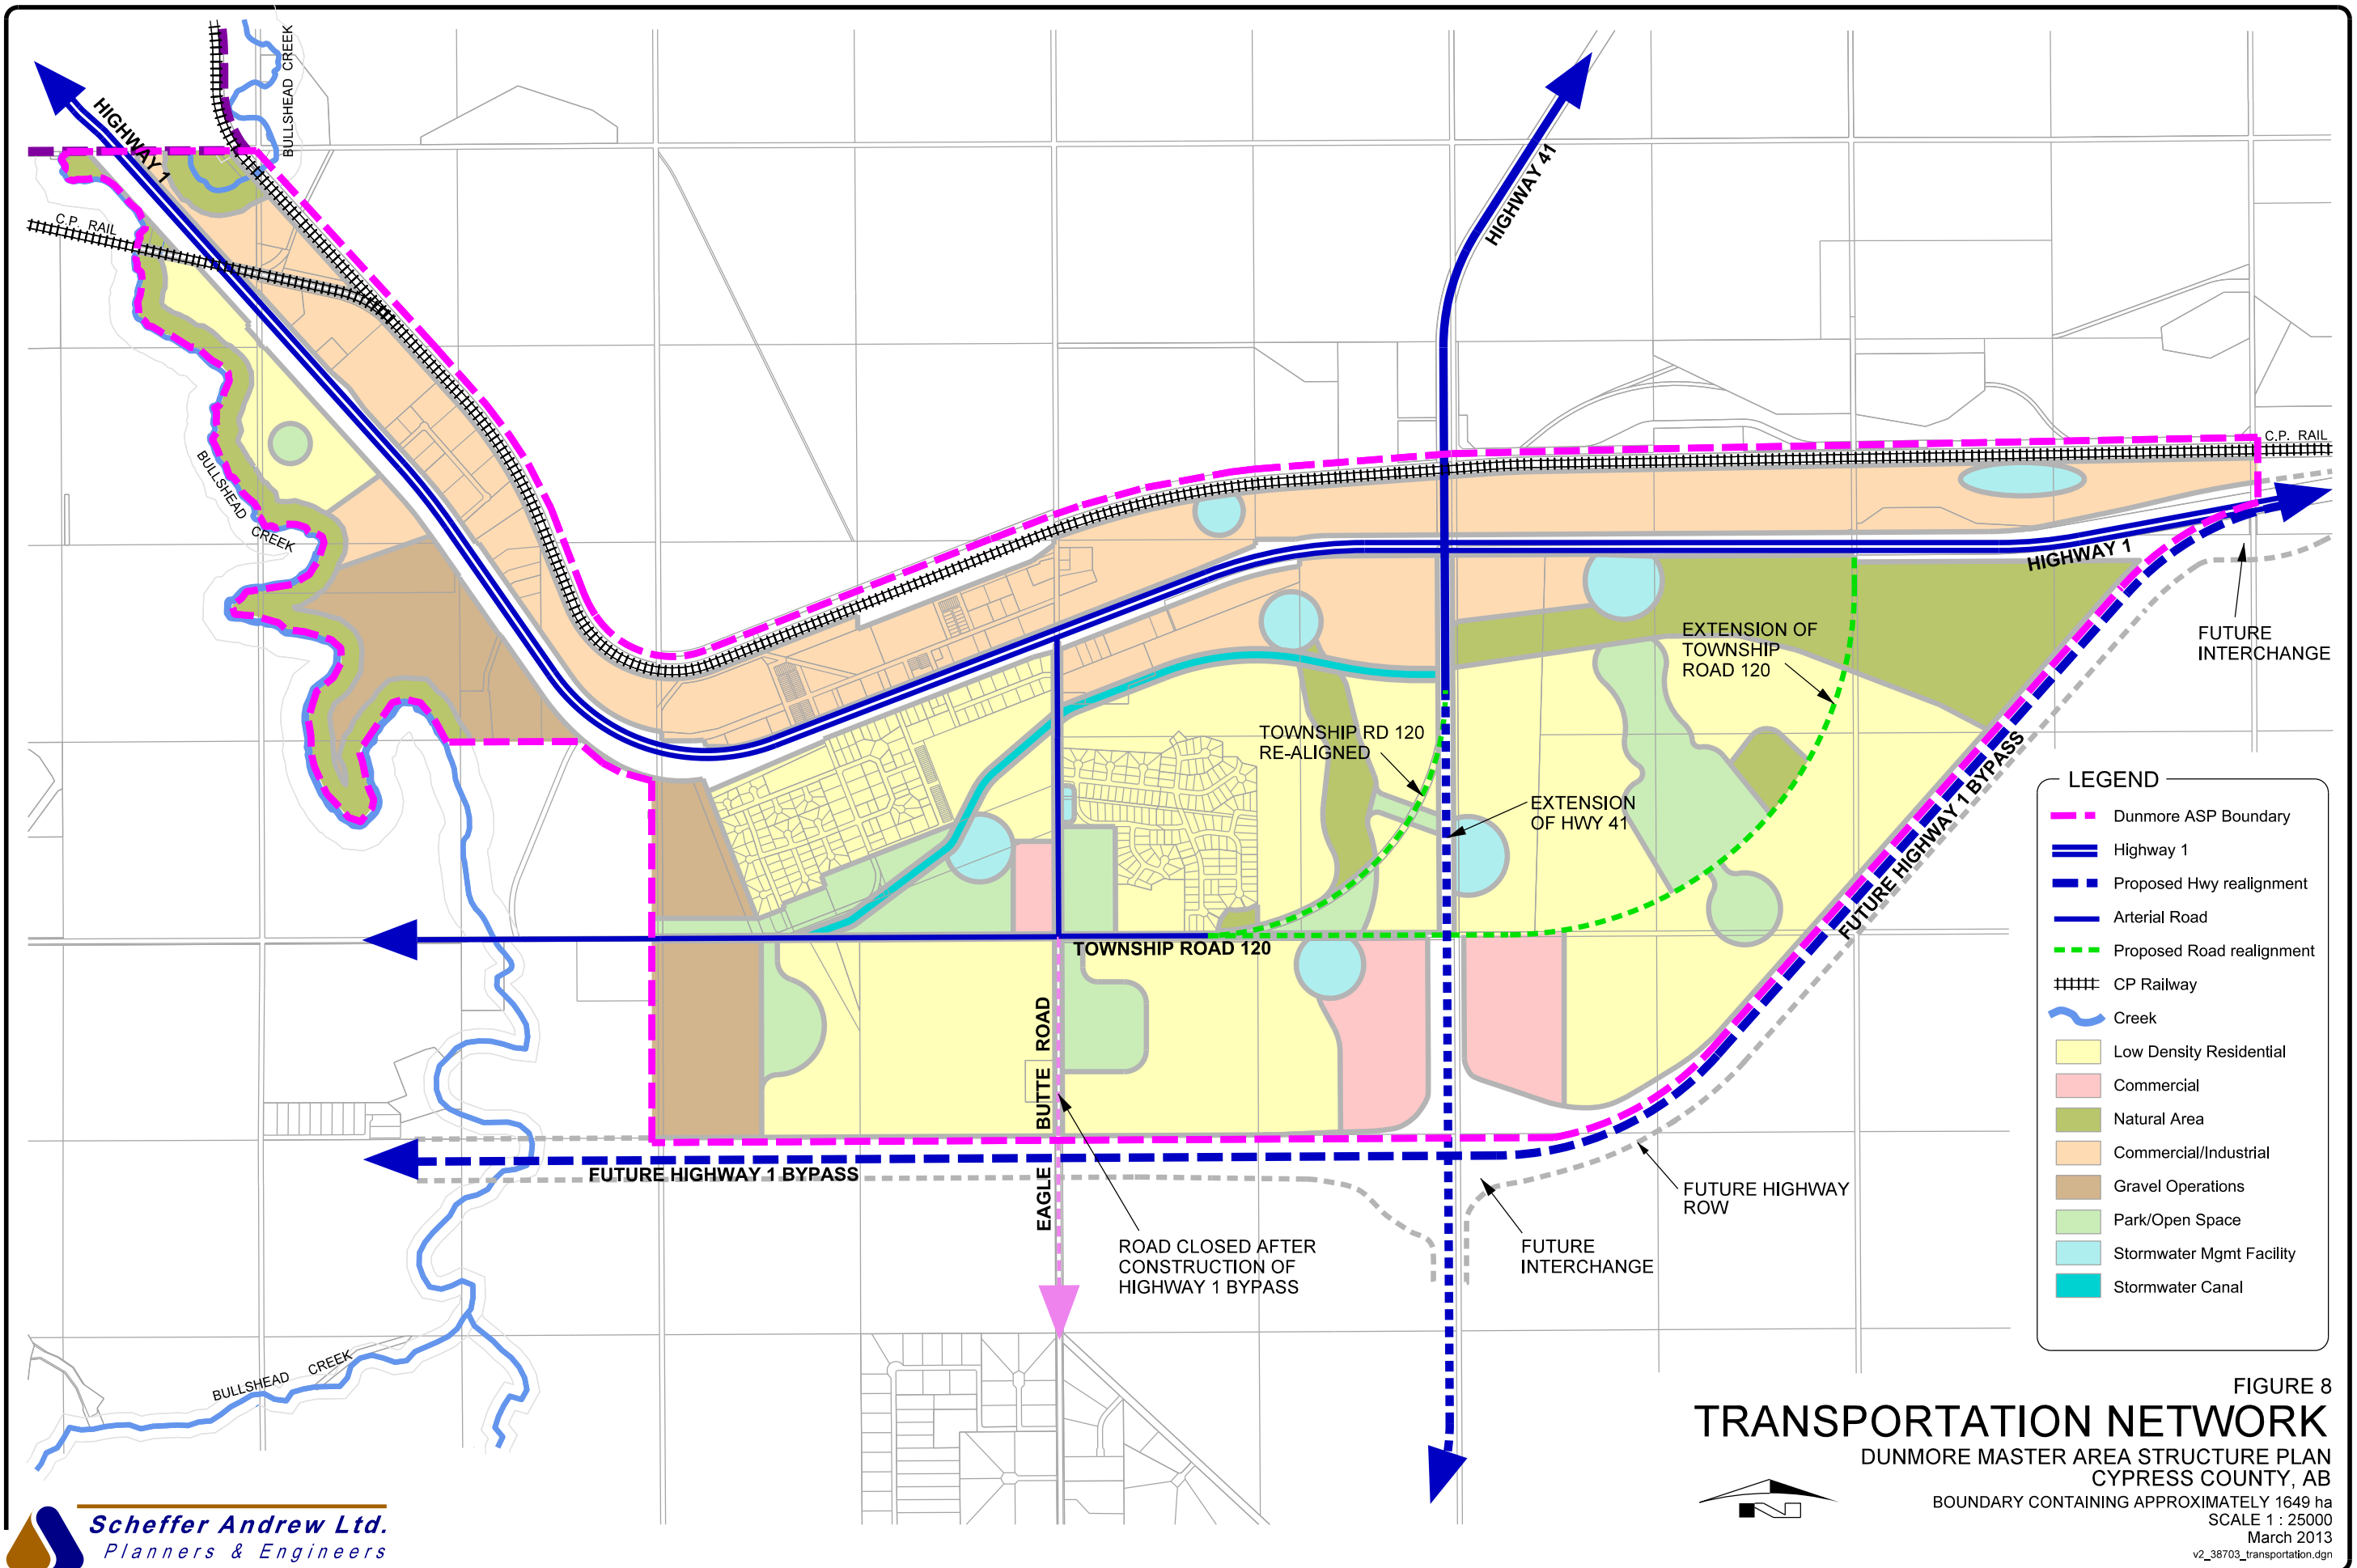 BULLSHEAD CREEK
HIGHWAY 1
C.P. RAIL
HIGHWAY 41
BULLSHEAD
CREEK
C.P. RAIL
HIGHWAY 1
FUTURE
INTERCHANGE
EXTENSION OF
TOWNSHIP
ROAD 120
TOWNSHIP RD 120
RE-ALIGNED
EXTENSION
OF HWY 41
FUTURE HIGHWAY 1 BYPASS
TOWNSHIP ROAD 120
EAGLE BUTTE ROAD
FUTURE HIGHWAY 1 BYPASS
ROAD CLOSED AFTER
CONSTRUCTION OF
HIGHWAY 1 BYPASS
FUTURE HIGHWAY
ROW
FUTURE
INTERCHANGE
BULLSHEAD CREEK
LEGEND
Dunmore ASP Boundary
Highway 1
Proposed Hwy realignment
Arterial Road
Proposed Road realignment
CP Railway
Creek
Low Density Residential
Commercial
Natural Area
Commercial/Industrial
Gravel Operations
Park/Open Space
Stormwater Mgmt Facility
Stormwater Canal
FIGURE 8
TRANSPORTATION NETWORK
DUNMORE MASTER AREA STRUCTURE PLAN
CYPRESS COUNTY, AB
BOUNDARY CONTAINING APPROXIMATELY 1649 ha
SCALE 1 : 25000
March 2013
v2_38703_transportation.dgn
N
Scheffer Andrew Ltd.
Planners & Engineers